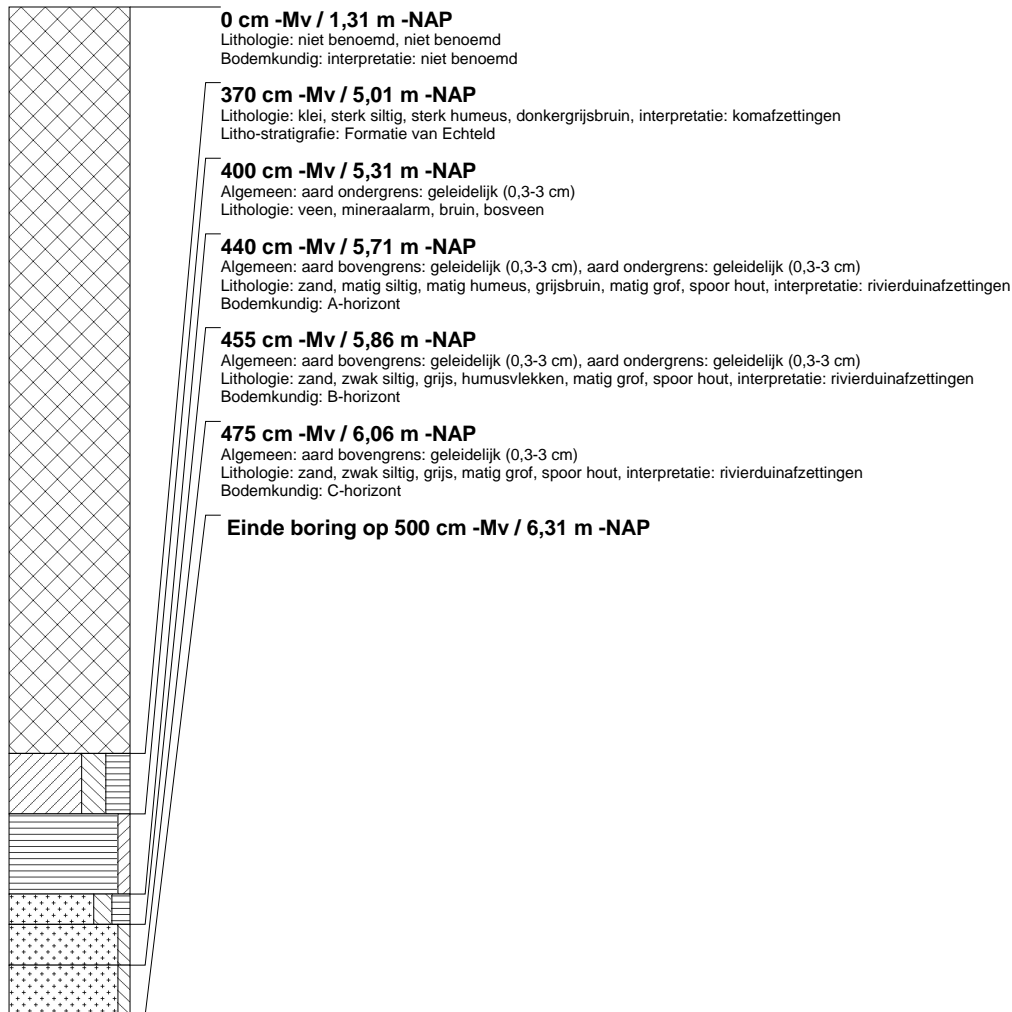 0 cm -Mv / 1,31 m -NAP
Lithologie: niet benoemd, niet benoemd
Bodemkundig: interpretatie: niet benoemd
370 cm -Mv / 5,01 m -NAP
Lithologie: klei, sterk siltig, sterk humeus, donkergrijsbruin, interpretatie: komafzettingen
Litho-stratigrafie: Formatie van Echteld
400 cm -Mv / 5,31 m -NAP
Algemeen: aard ondergrens: geleidelijk (0,3-3 cm)
Lithologie: veen, mineraalarm, bruin, bosveen
440 cm -Mv / 5,71 m -NAP
Algemeen: aard bovengrens: geleidelijk (0,3-3 cm), aard ondergrens: geleidelijk (0,3-3 cm)
Lithologie: zand, matig siltig, matig humeus, grijsbruin, matig grof, spoor hout, interpretatie: rivierduinafzettingen
Bodemkundig: A-horizont
455 cm -Mv / 5,86 m -NAP
Algemeen: aard bovengrens: geleidelijk (0,3-3 cm), aard ondergrens: geleidelijk (0,3-3 cm)
Lithologie: zand, zwak siltig, grijs, humusvlekken, matig grof, spoor hout, interpretatie: rivierduinafzettingen
Bodemkundig: B-horizont
475 cm -Mv / 6,06 m -NAP
Algemeen: aard bovengrens: geleidelijk (0,3-3 cm)
Lithologie: zand, zwak siltig, grijs, matig grof, spoor hout, interpretatie: rivierduinafzettingen
Bodemkundig: C-horizont
Einde boring op 500 cm -Mv / 6,31 m -NAP